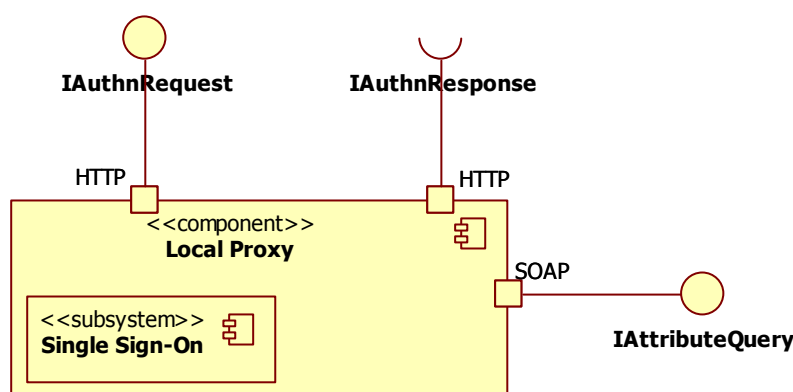 IAuthnRequest
IAuthnResponse
HTTP
HTTP
<<component>>
Local Proxy
SOAP
<<subsystem>>
Single Sign-On
IAttributeQuery